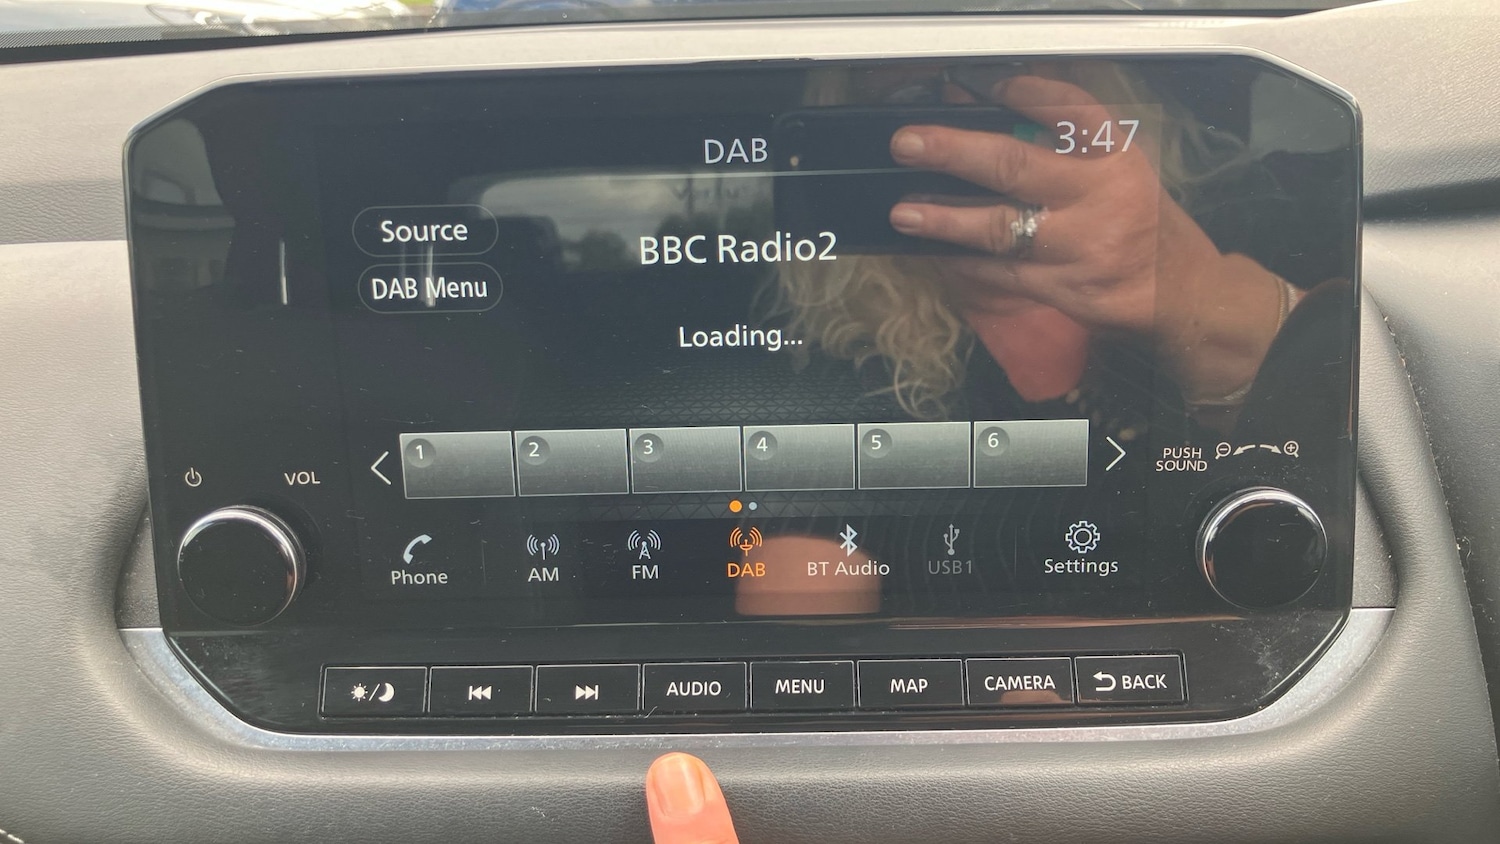 DAB
3:47
Source
BBC Radio2
DAB Menu
Loading...
1 2 3 4 5 6
VOL
PUSH
SOUND
Phone AM FM DAB BT Audio USB1 Settings
AUDIO MENU MAP CAMERA BACK